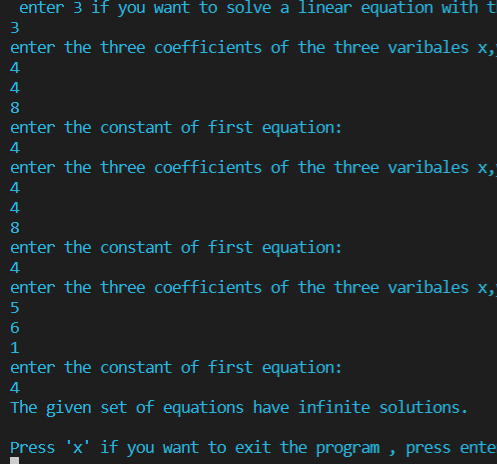 enter 3 if you want to solve a linear equation with
3
enter the three coefficients of the three varibales x,
4
4
8
enter the constant of first equation:
4
enter the three coefficients of the three varibales x,
4
4
8
enter the constant of first equation:
4
enter the three coefficients of the three varibales x,
5
6
1
enter the constant of first equation:
4
The given set of equations have infinite solutions.
Press 'x' if you want to exit the program , press ente